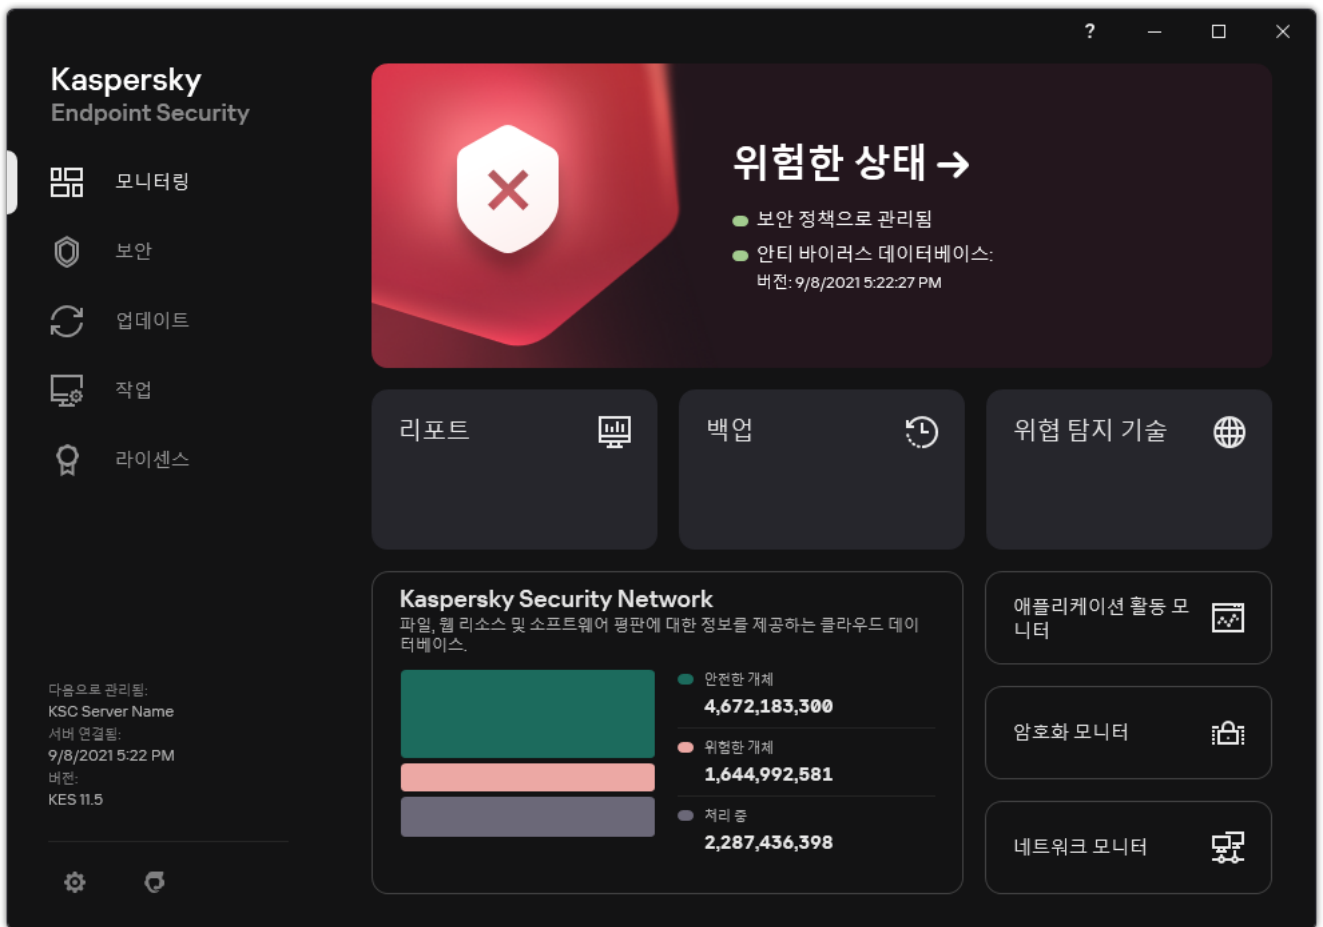 ?
Kaspersky
Endpoint Security
모니터링
보안
업데이트
작업
라이센스
다음으로 관리됨:
KSC Server Name
서버 연결됨:
9/8/2021 5:22 PM
버전:
KES 11.5
위험한 상태
보안 정책으로 관리됨
안티 바이러스 데이터베이스:
버전: 9/8/2021 5:22:27 PM
리포트
백업
위협 탐지 기술
Kaspersky Security Network
파일, 웹 리소스 및 소프트웨어 평판에 대한 정보를 제공하는 클라우드 데이
터베이스.
안전한 개체
4,672,183,300
위험한 개체
1,644,992,581
처리 중
2,287,436,398
애플리케이션 활동 모
니터
암호화 모니터
네트워크 모니터